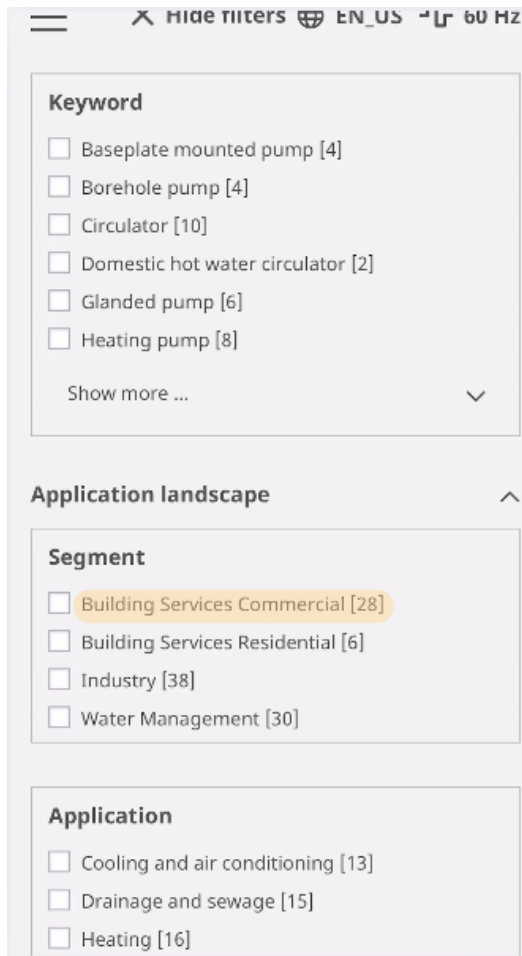 Hide filters EN_US 60 Hz
Keyword
Baseplate mounted pump [4]
Borehole pump [4]
Circulator [10]
Domestic hot water circulator [2]
Glanded pump [6]
Heating pump [8]
Show more ...
Application landscape
Segment
Building Services Commercial [28]
Building Services Residential [6]
Industry [38]
Water Management [30]
Application
Cooling and air conditioning [13]
Drainage and sewage [15]
Heating [16]